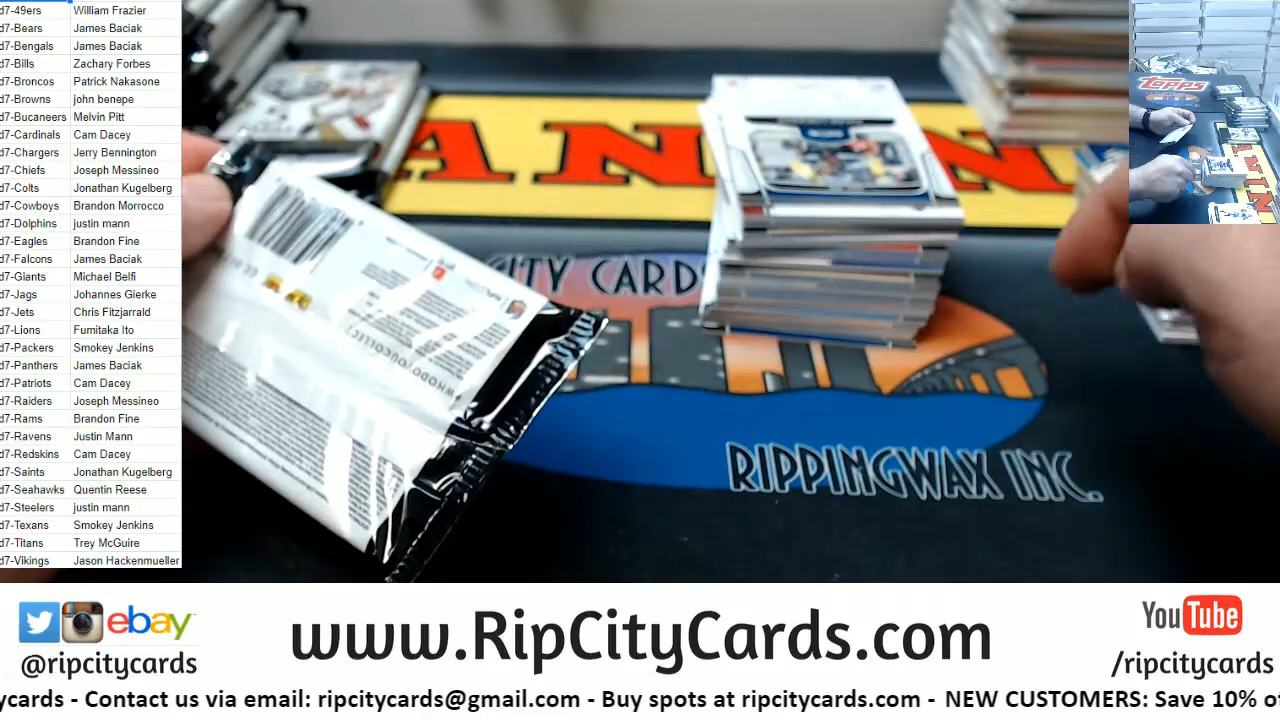 d7-49ers William Frazier
d7-Bears James Baciak
d7-Bengals James Baciak
d7-Bills Zachary Forbes
d7-Broncos Patrick Nakasone
d7-Browns john benepe
d7-Bucaneers Melvin Pitt
d7-Cardinals Cam Dacey
d7-Chargers Jerry Bennington
d7-Chiefs Joseph Messineo
d7-Colts Jonathan Kugelberg
d7-Cowboys Brandon Morrocco
d7-Dolphins justin mann
d7-Eagles Brandon Fine
d7-Falcons James Baciak
d7-Giants Michael Belfi
d7-Jags Johannes Gierke
d7-Jets Chris Fitzjarrald
d7-Lions Fumitaka Ito
d7-Packers Smokey Jenkins
d7-Panthers James Baciak
d7-Patriots Cam Dacey
d7-Raiders Joseph Messineo
d7-Rams Brandon Fine
d7-Ravens Justin Mann
d7-Redskins Cam Dacey
d7-Saints Jonathan Kugelberg
d7-Seahawks Quentin Reese
d7-Steelers justin mann
d7-Texans Smokey Jenkins
d7-Titans Trey McGuire
d7-Vikings Jason Hackenmueller
ANIN
topps
ANIN
CITY CARDS
WHODOYOUCOLLECT
RIPPINGWAX INC.
ebay
@ripcitycards
www.RipCityCards.com
YouTube
/ripcitycards
ycards - Contact us via email: ripcitycards@gmail.com - Buy spots at ripcitycards.com - NEW CUSTOMERS: Save 10% of